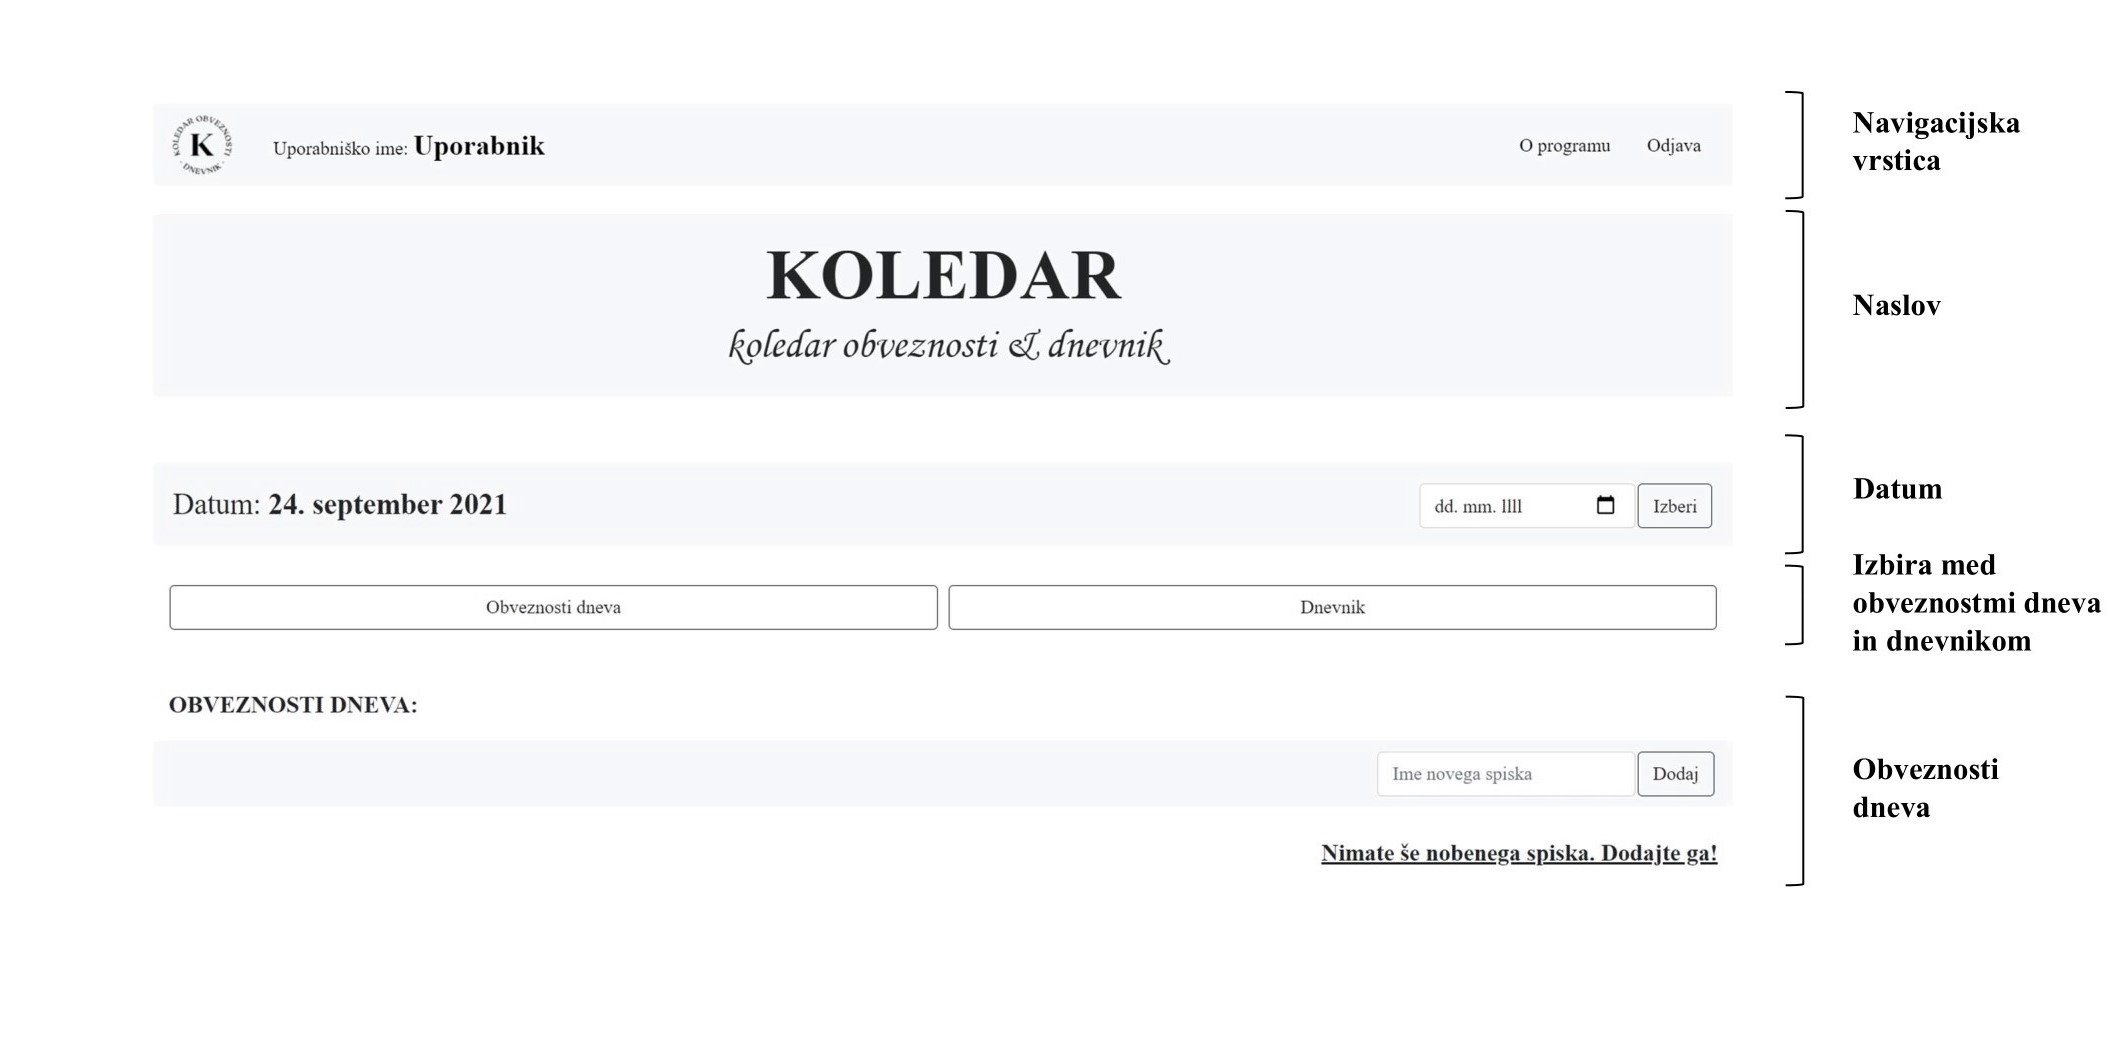 KOLEDAR OBVEZNOSTI
K
· DNEVNIK ·
Uporabniško ime: Uporabnik
O programu
Odjava
Navigacijska
vrstica
KOLEDAR
koledar obveznosti & dnevnik
Naslov
Datum: 24. september 2021
dd. mm. llll
Izberi
Datum
Obveznosti dneva
Dnevnik
Izbira med
obveznostmi dneva
in dnevnikom
OBVEZNOSTI DNEVA:
Ime novega spiska
Dodaj
Nimate še nobenega spiska. Dodajte ga!
Obveznosti
dneva